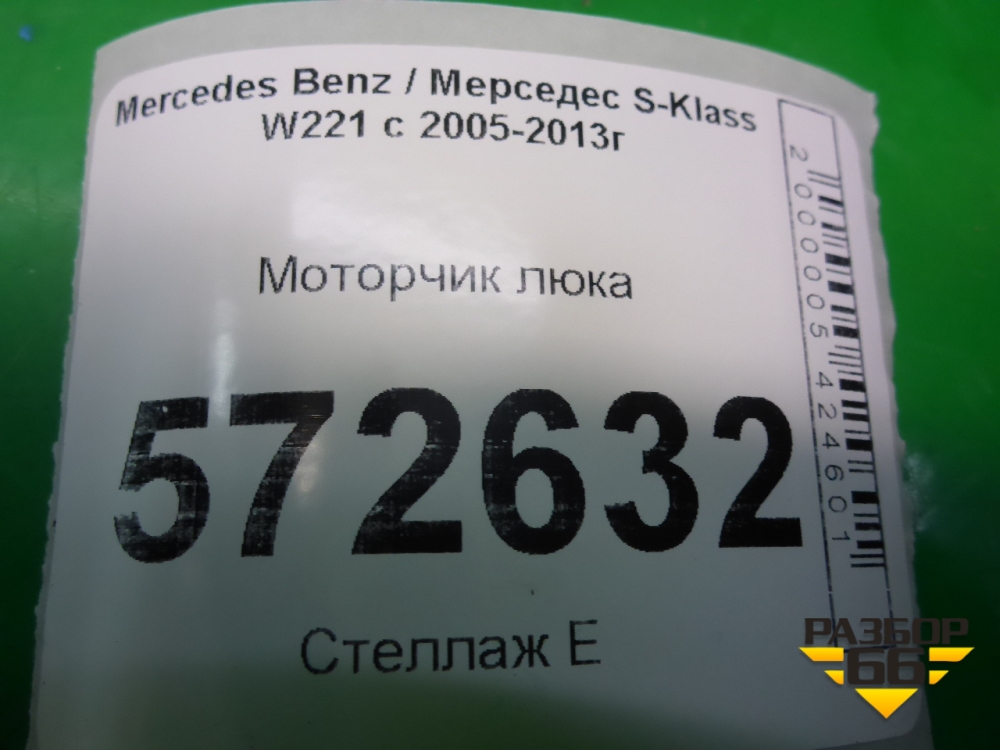 Mercedes Benz / Мерседес S-Klass
W221 с 2005-2013г
Моторчик люка
572632
Стеллаж Е
2000005424601
РАЗБОР
66